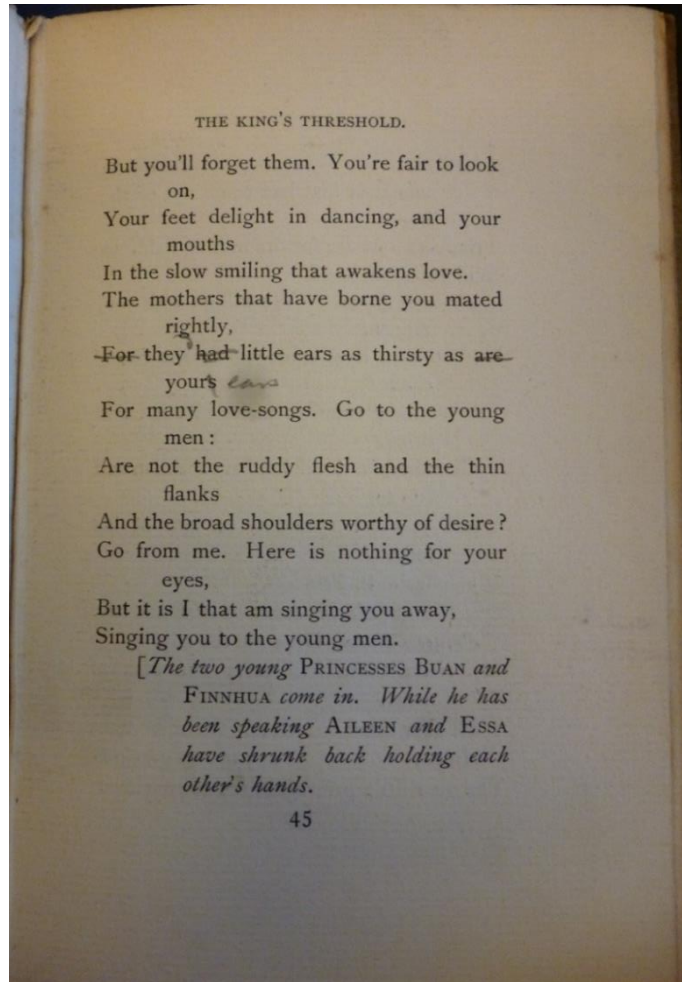 THE KING'S THRESHOLD.
But you'll forget them. You're fair to look
on,
Your feet delight in dancing, and your
mouths
In the slow smiling that awakens love.
The mothers that have borne you mated
rightly,
For they had little ears as thirsty as are
yours ears
For many love-songs. Go to the young
men :
Are not the ruddy flesh and the thin
flanks
And the broad shoulders worthy of desire ?
Go from me. Here is nothing for your
eyes,
But it is I that am singing you away,
Singing you to the young men.
[The two young PRINCESSES BUAN and
FINNHUA come in. While he has
been speaking AILEEN and ESSA
have shrunk back holding each
other's hands.
45